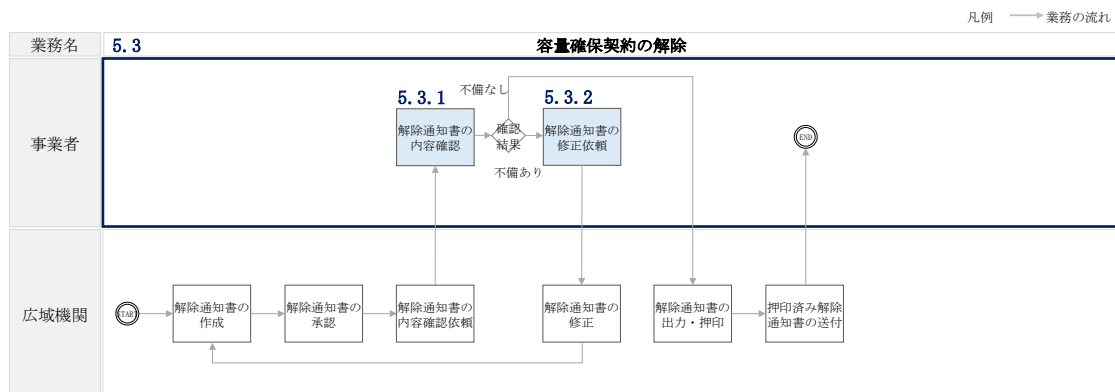 凡例 業務の流れ
業務名 5.3 容量確保契約の解除
事業者
5.3.1
解除通知書の
内容確認
不備なし
確認
結果
不備あり
5.3.2
解除通知書の
修正依頼
END
広域機関
START
解除通知書の
作成
解除通知書の
承認
解除通知書の
内容確認依頼
解除通知書の
修正
解除通知書の
出力・押印
押印済み解除
通知書の送付